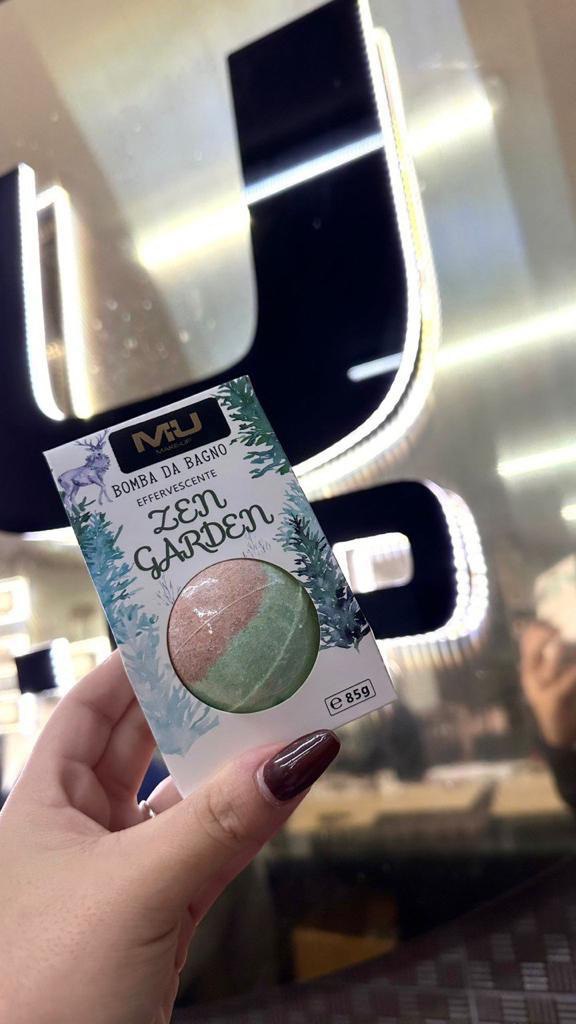 MU
MAKE-UP
BOMBA DA BAGNO
EFFERVESCENTE
ZEN
GARDEN
e 85g